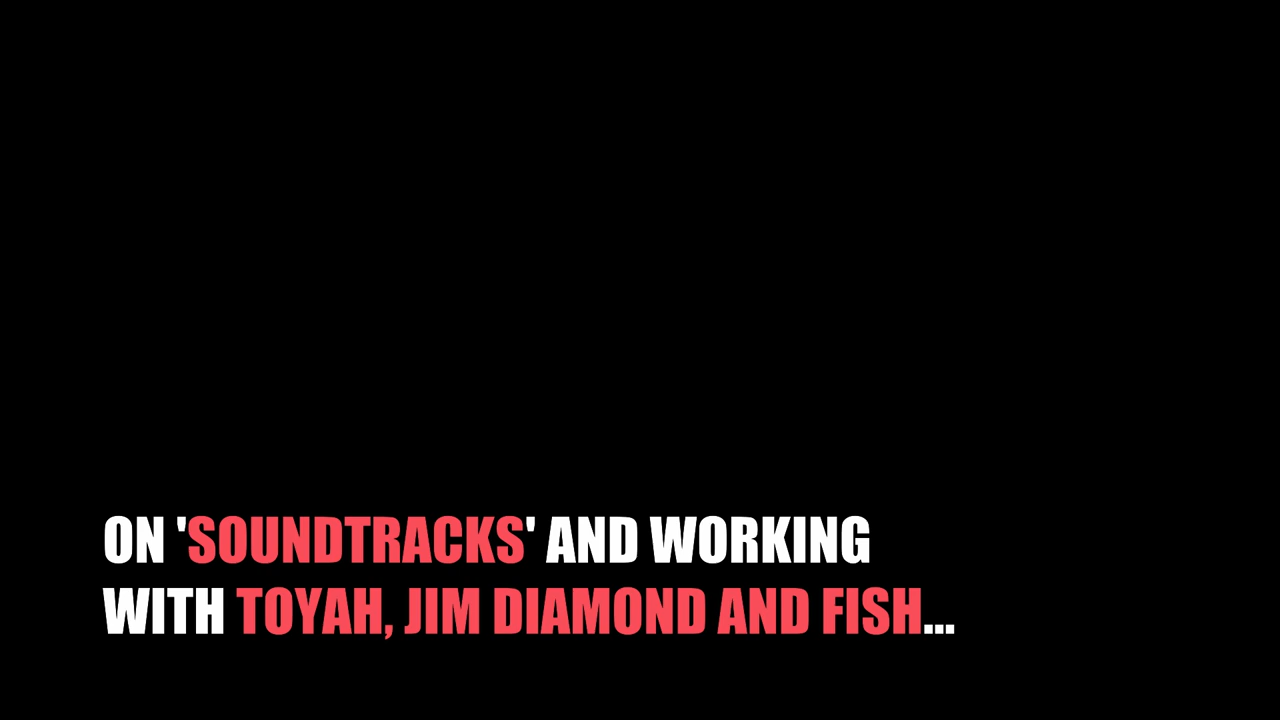 ON 'SOUNDTRACKS' AND WORKING
WITH TOYAH, JIM DIAMOND AND FISH...